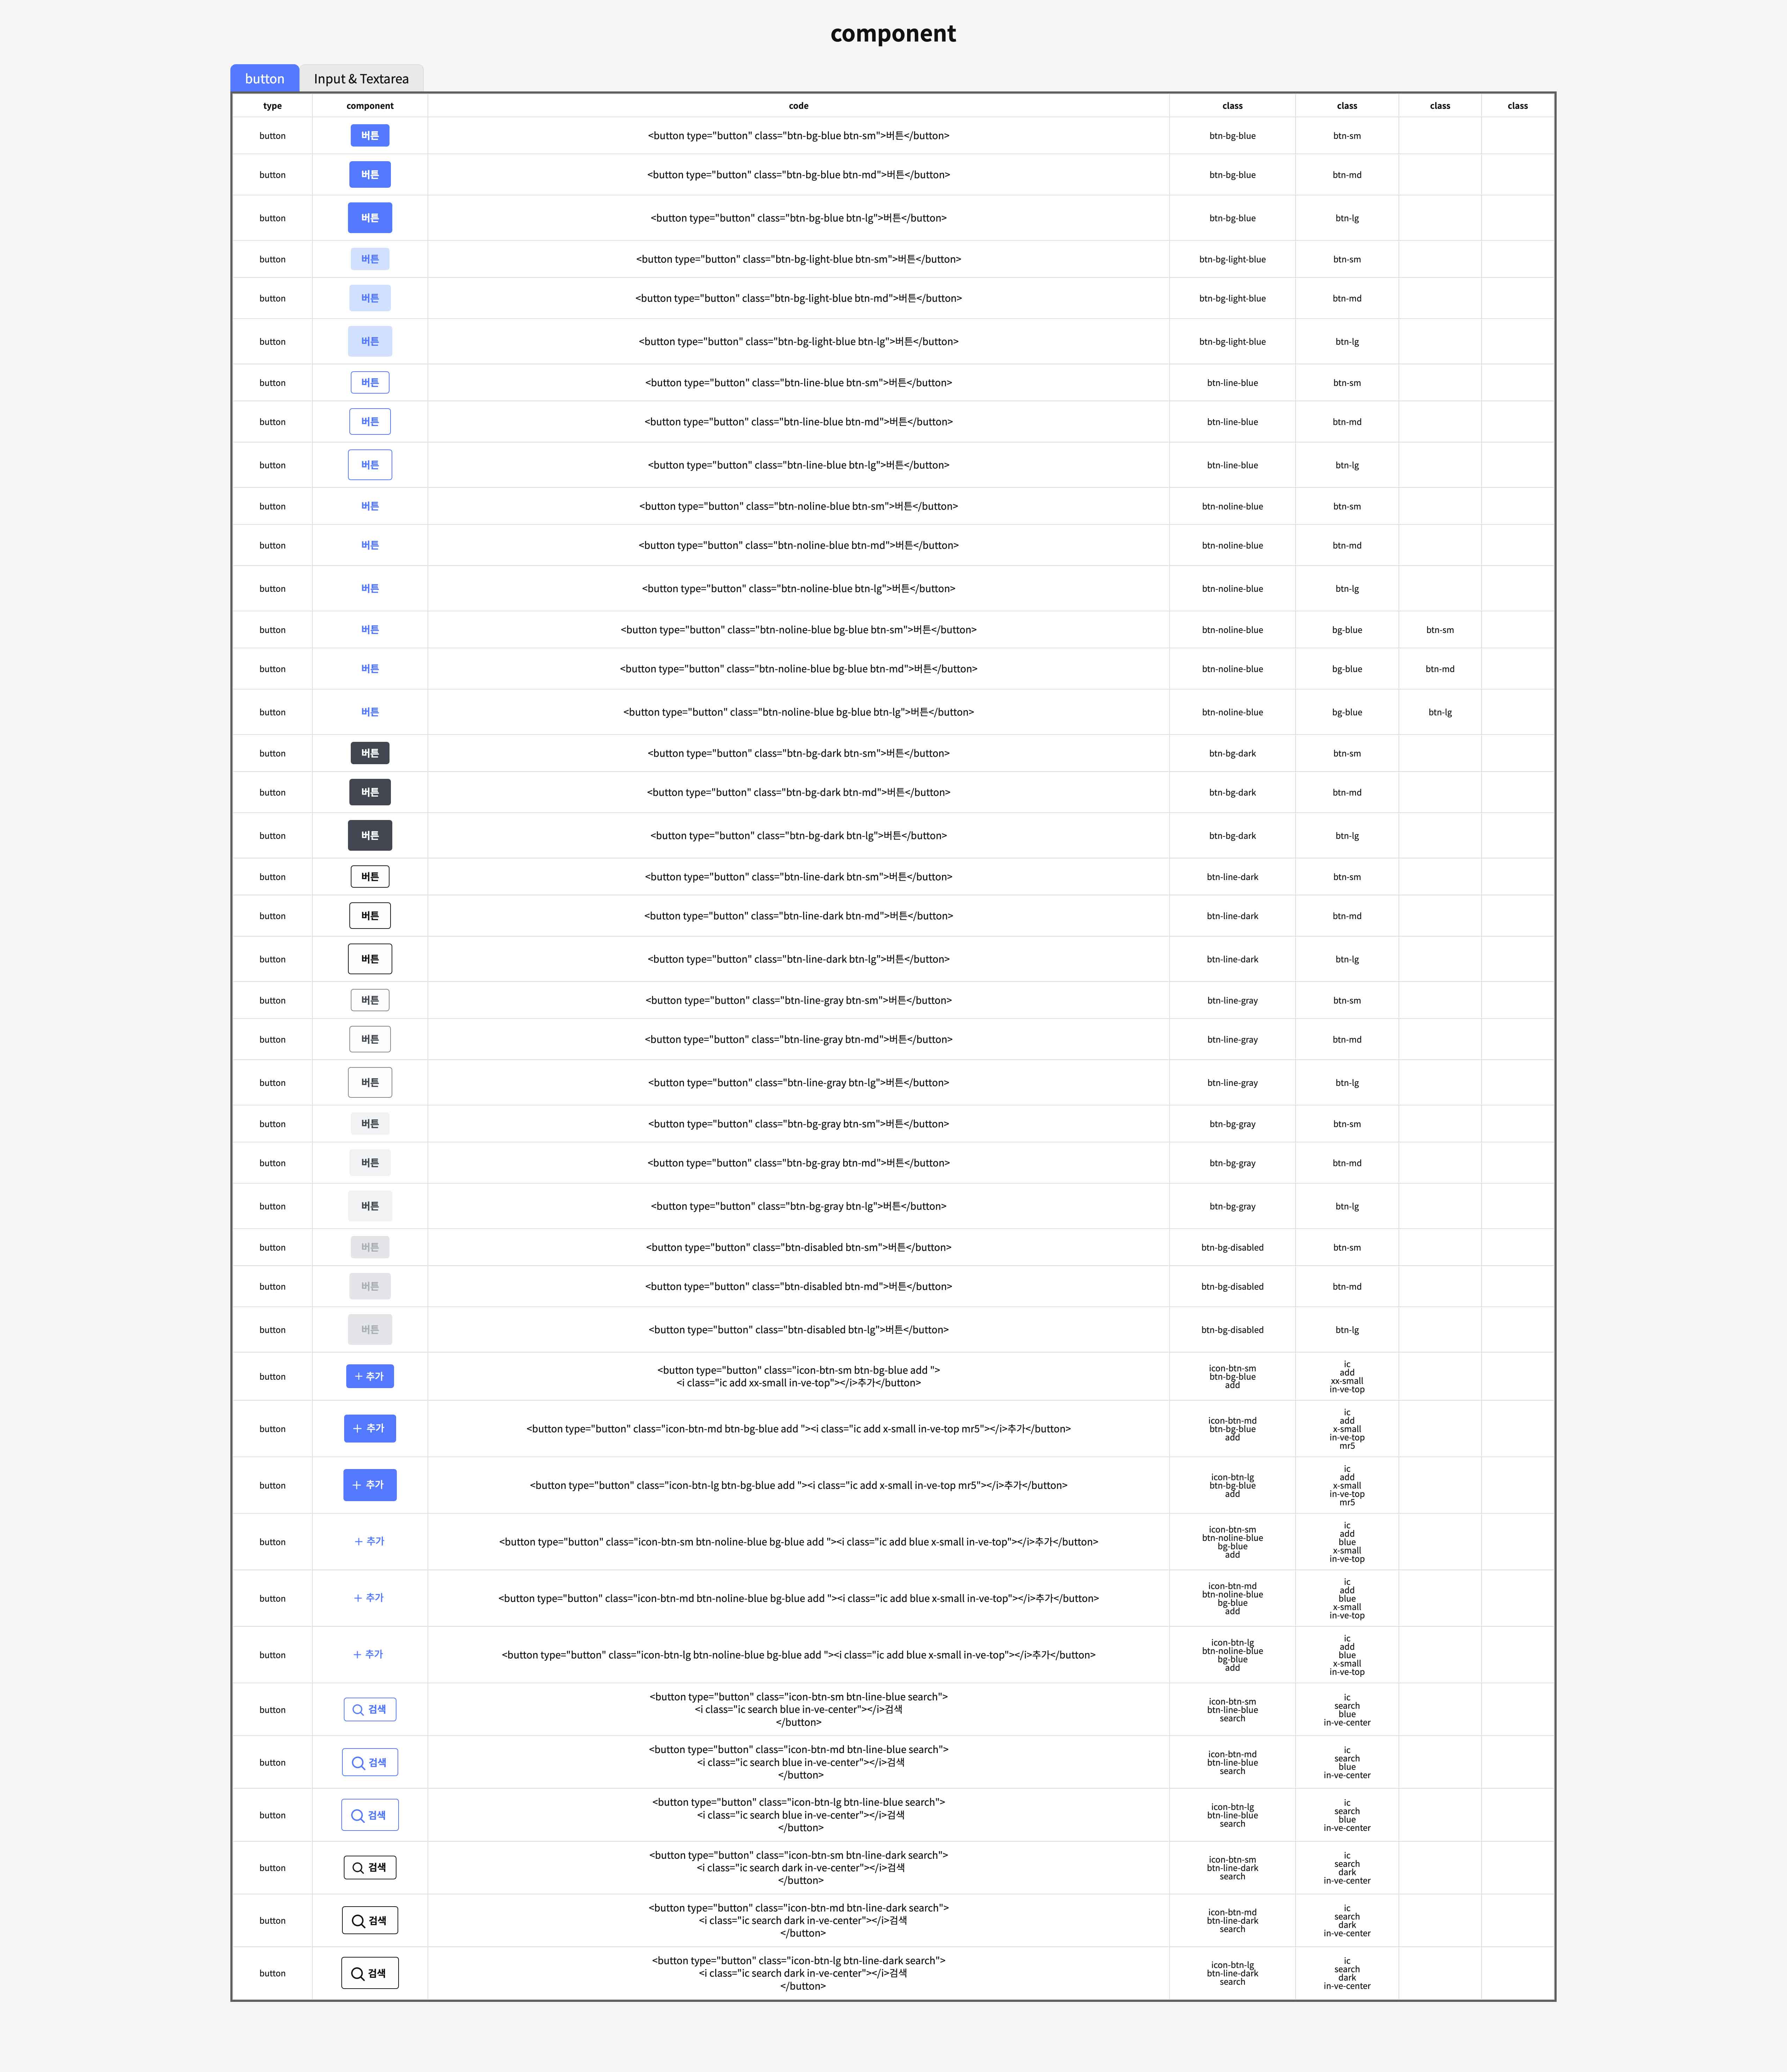 component
button Input & Textarea
type component code class class class class
button 버튼 <button type="button" class="btn-bg-blue btn-sm">버튼</button> btn-bg-blue btn-sm
button 버튼 <button type="button" class="btn-bg-blue btn-md">버튼</button> btn-bg-blue btn-md
button 버튼 <button type="button" class="btn-bg-blue btn-lg">버튼</button> btn-bg-blue btn-lg
button 버튼 <button type="button" class="btn-bg-light-blue btn-sm">버튼</button> btn-bg-light-blue btn-sm
button 버튼 <button type="button" class="btn-bg-light-blue btn-md">버튼</button> btn-bg-light-blue btn-md
button 버튼 <button type="button" class="btn-bg-light-blue btn-lg">버튼</button> btn-bg-light-blue btn-lg
button 버튼 <button type="button" class="btn-line-blue btn-sm">버튼</button> btn-line-blue btn-sm
button 버튼 <button type="button" class="btn-line-blue btn-md">버튼</button> btn-line-blue btn-md
button 버튼 <button type="button" class="btn-line-blue btn-lg">버튼</button> btn-line-blue btn-lg
button 버튼 <button type="button" class="btn-noline-blue btn-sm">버튼</button> btn-noline-blue btn-sm
button 버튼 <button type="button" class="btn-noline-blue btn-md">버튼</button> btn-noline-blue btn-md
button 버튼 <button type="button" class="btn-noline-blue btn-lg">버튼</button> btn-noline-blue btn-lg
button 버튼 <button type="button" class="btn-noline-blue bg-blue btn-sm">버튼</button> btn-noline-blue bg-blue btn-sm
button 버튼 <button type="button" class="btn-noline-blue bg-blue btn-md">버튼</button> btn-noline-blue bg-blue btn-md
button 버튼 <button type="button" class="btn-noline-blue bg-blue btn-lg">버튼</button> btn-noline-blue bg-blue btn-lg
button 버튼 <button type="button" class="btn-bg-dark btn-sm">버튼</button> btn-bg-dark btn-sm
button 버튼 <button type="button" class="btn-bg-dark btn-md">버튼</button> btn-bg-dark btn-md
button 버튼 <button type="button" class="btn-bg-dark btn-lg">버튼</button> btn-bg-dark btn-lg
button 버튼 <button type="button" class="btn-line-dark btn-sm">버튼</button> btn-line-dark btn-sm
button 버튼 <button type="button" class="btn-line-dark btn-md">버튼</button> btn-line-dark btn-md
button 버튼 <button type="button" class="btn-line-dark btn-lg">버튼</button> btn-line-dark btn-lg
button 버튼 <button type="button" class="btn-line-gray btn-sm">버튼</button> btn-line-gray btn-sm
button 버튼 <button type="button" class="btn-line-gray btn-md">버튼</button> btn-line-gray btn-md
button 버튼 <button type="button" class="btn-line-gray btn-lg">버튼</button> btn-line-gray btn-lg
button 버튼 <button type="button" class="btn-bg-gray btn-sm">버튼</button> btn-bg-gray btn-sm
button 버튼 <button type="button" class="btn-bg-gray btn-md">버튼</button> btn-bg-gray btn-md
button 버튼 <button type="button" class="btn-bg-gray btn-lg">버튼</button> btn-bg-gray btn-lg
button 버튼 <button type="button" class="btn-disabled btn-sm">버튼</button> btn-bg-disabled btn-sm
button 버튼 <button type="button" class="btn-disabled btn-md">버튼</button> btn-bg-disabled btn-md
button 버튼 <button type="button" class="btn-disabled btn-lg">버튼</button> btn-bg-disabled btn-lg
button 추가
<button type="button" class="icon-btn-sm btn-bg-blue add ">
<i class="ic add xx-small in-ve-top"></i>추가</button>
icon-btn-sm
btn-bg-blue
add
ic
add
xx-small
in-ve-top
button 추가 <button type="button" class="icon-btn-md btn-bg-blue add "><i class="ic add x-small in-ve-top mr5"></i>추가</button>
icon-btn-md
btn-bg-blue
add
ic
add
x-small
in-ve-top
mr5
button 추가 <button type="button" class="icon-btn-lg btn-bg-blue add "><i class="ic add x-small in-ve-top mr5"></i>추가</button>
icon-btn-lg
btn-bg-blue
add
ic
add
x-small
in-ve-top
mr5
button 추가 <button type="button" class="icon-btn-sm btn-noline-blue bg-blue add "><i class="ic add blue x-small in-ve-top"></i>추가</button>
icon-btn-sm
btn-noline-blue
bg-blue
add
ic
add
blue
x-small
in-ve-top
button 추가 <button type="button" class="icon-btn-md btn-noline-blue bg-blue add "><i class="ic add blue x-small in-ve-top"></i>추가</button>
icon-btn-md
btn-noline-blue
bg-blue
add
ic
add
blue
x-small
in-ve-top
button 추가 <button type="button" class="icon-btn-lg btn-noline-blue bg-blue add "><i class="ic add blue x-small in-ve-top"></i>추가</button>
icon-btn-lg
btn-noline-blue
bg-blue
add
ic
add
blue
x-small
in-ve-top
button 검색
<button type="button" class="icon-btn-sm btn-line-blue search">
<i class="ic search blue in-ve-center"></i>검색
</button>
icon-btn-sm
btn-line-blue
search
ic
search
blue
in-ve-center
button 검색
<button type="button" class="icon-btn-md btn-line-blue search">
<i class="ic search blue in-ve-center"></i>검색
</button>
icon-btn-md
btn-line-blue
search
ic
search
blue
in-ve-center
button 검색
<button type="button" class="icon-btn-lg btn-line-blue search">
<i class="ic search blue in-ve-center"></i>검색
</button>
icon-btn-lg
btn-line-blue
search
ic
search
blue
in-ve-center
button 검색
<button type="button" class="icon-btn-sm btn-line-dark search">
<i class="ic search dark in-ve-center"></i>검색
</button>
icon-btn-sm
btn-line-dark
search
ic
search
dark
in-ve-center
button 검색
<button type="button" class="icon-btn-md btn-line-dark search">
<i class="ic search dark in-ve-center"></i>검색
</button>
icon-btn-md
btn-line-dark
search
ic
search
dark
in-ve-center
button 검색
<button type="button" class="icon-btn-lg btn-line-dark search">
<i class="ic search dark in-ve-center"></i>검색
</button>
icon-btn-lg
btn-line-dark
search
ic
search
dark
in-ve-center